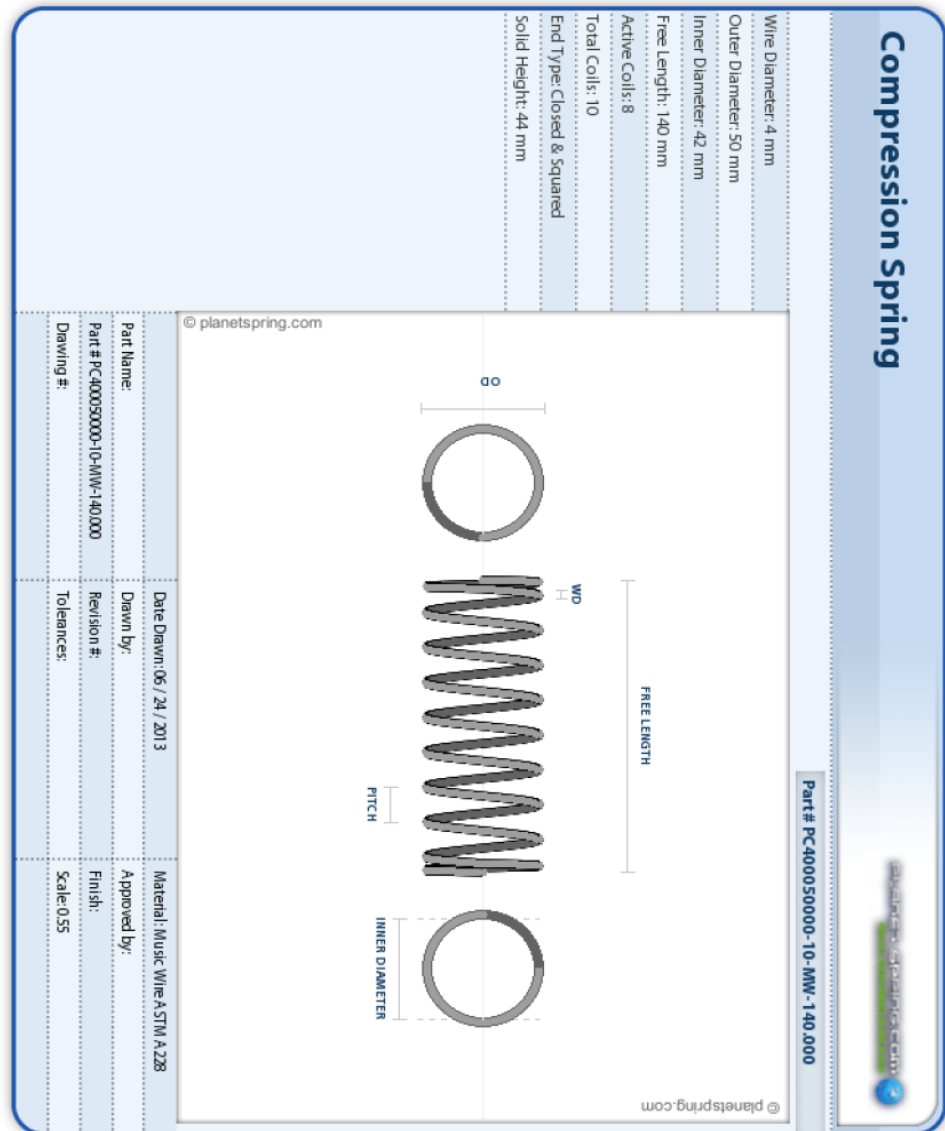 Compression Spring
Part # PC400050000-10-MW-140.000
Wire Diameter: 4 mm
Outer Diameter: 50 mm
Inner Diameter: 42 mm
Free Length: 140 mm
Active Coils: 8
Total Coils: 10
End Type: Closed & Squared
Solid Height: 44 mm
© planetspring.com
FREE LENGTH
WD
OD
PITCH
INNER DIAMETER
© planetspring.com
Date Drawn: 06 / 24 / 2013
Material: Music Wire ASTM A 228
Part Name:
Drawn by:
Approved by:
Part # PC400050000-10-MW-140.000
Revision #:
Finish:
Drawing #:
Tolerances:
Scale: 0.55